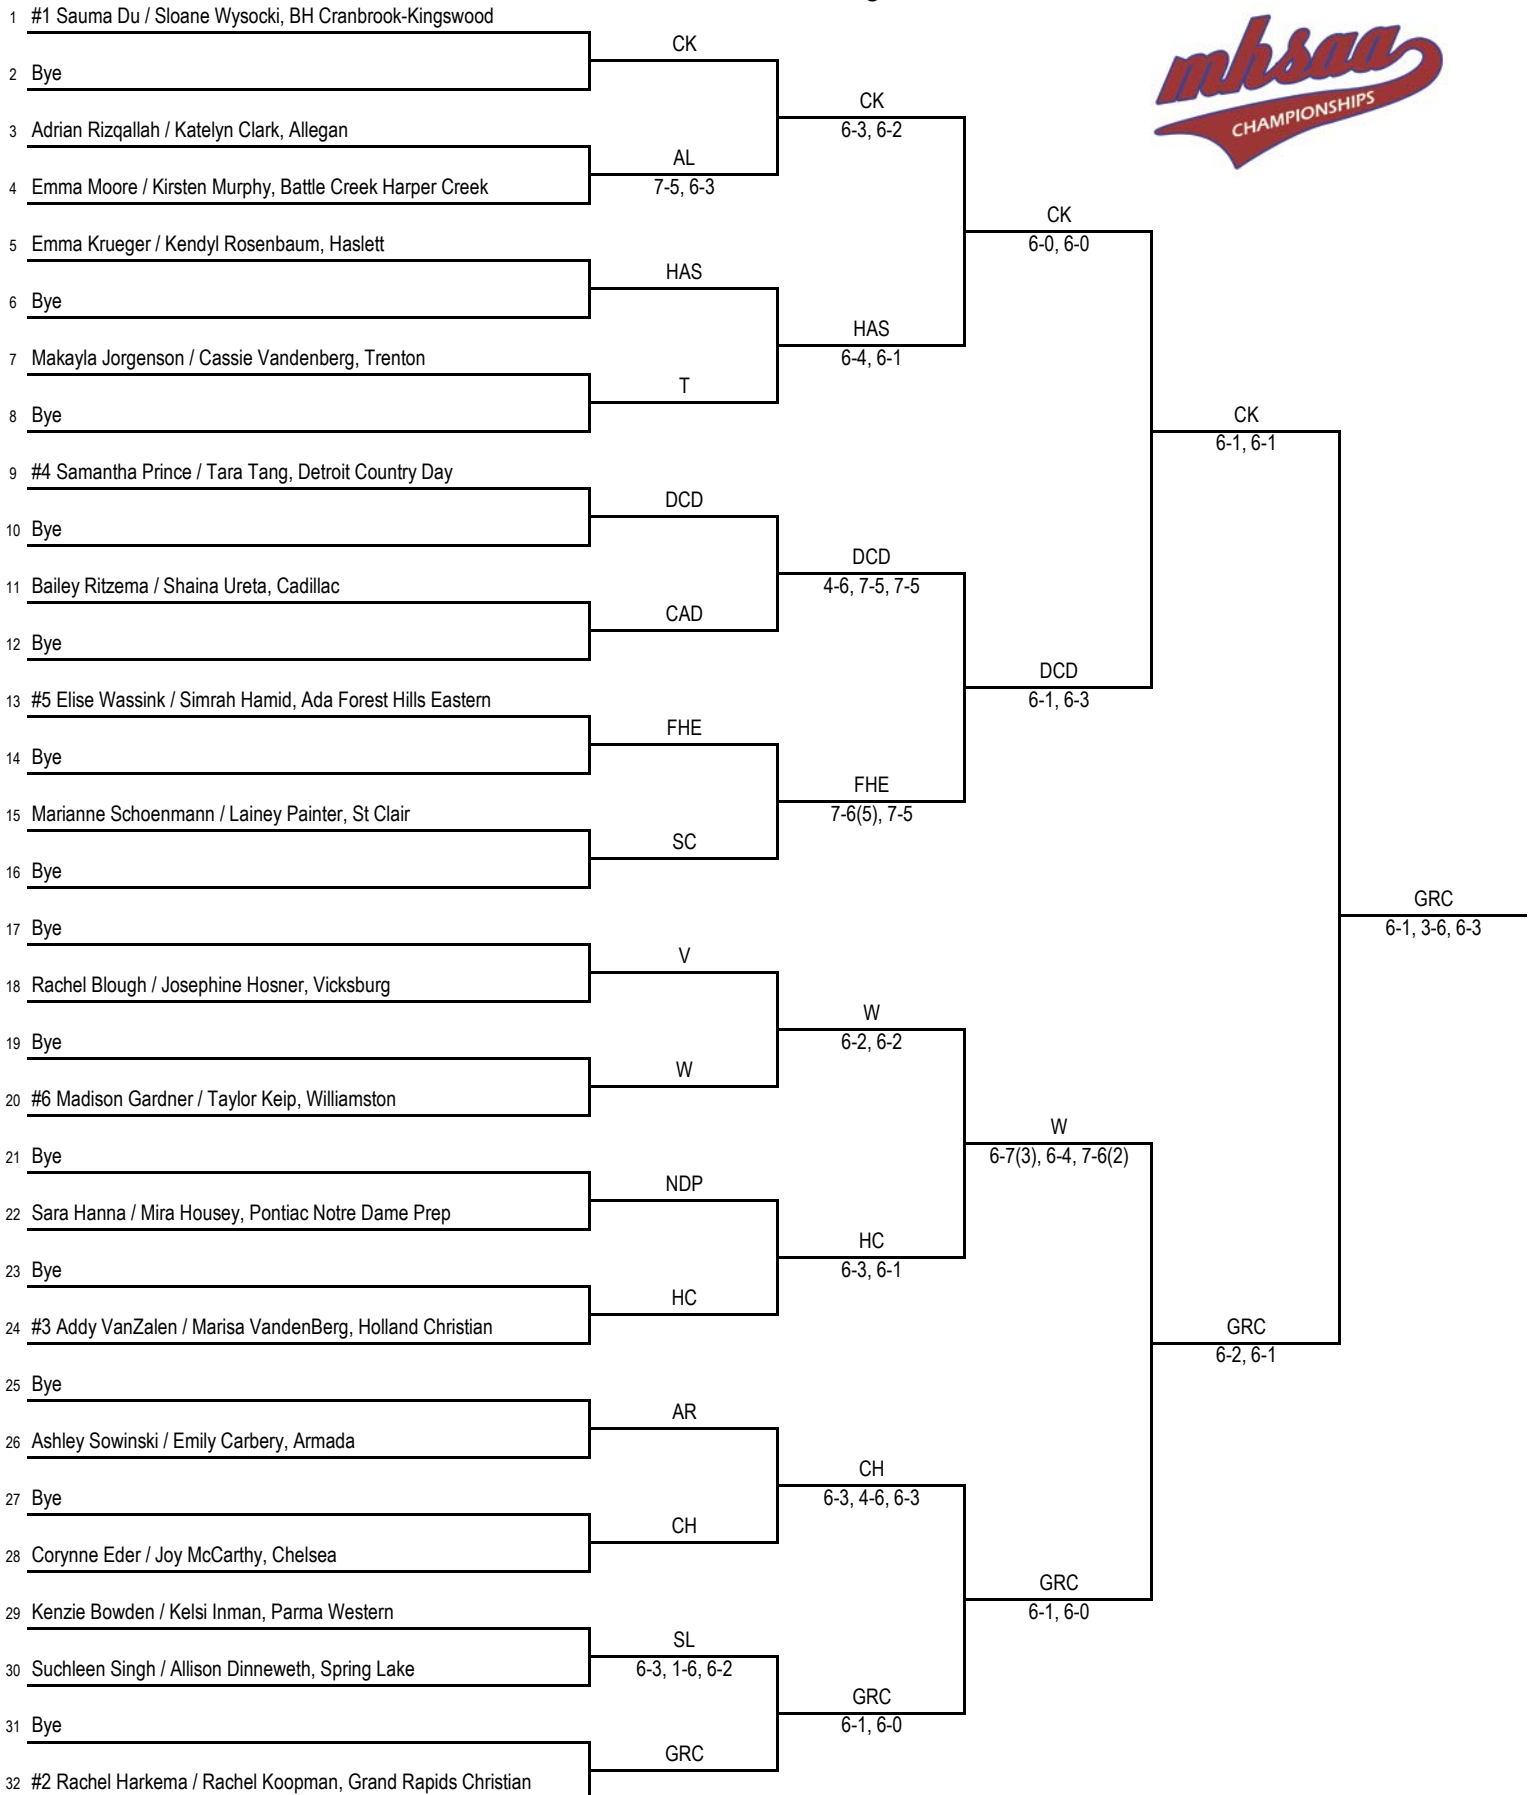 1 #1 Sauma Du / Sloane Wysocki, BH Cranbrook-Kingswood
CK
2 Bye
mhsaa
CHAMPIONSHIPS
CK
3 Adrian Rizqallah / Katelyn Clark, Allegan
6-3, 6-2
AL
4 Emma Moore / Kirsten Murphy, Battle Creek Harper Creek
7-5, 6-3
CK
5 Emma Krueger / Kendyl Rosenbaum, Haslett
6-0, 6-0
HAS
6 Bye
HAS
7 Makayla Jorgenson / Cassie Vandenberg, Trenton
6-4, 6-1
T
8 Bye
CK
6-1, 6-1
9 #4 Samantha Prince / Tara Tang, Detroit Country Day
DCD
10 Bye
DCD
11 Bailey Ritzema / Shaina Ureta, Cadillac
4-6, 7-5, 7-5
CAD
12 Bye
DCD
13 #5 Elise Wassink / Simrah Hamid, Ada Forest Hills Eastern
6-1, 6-3
FHE
14 Bye
FHE
15 Marianne Schoenmann / Lainey Painter, St Clair
7-6(5), 7-5
SC
16 Bye
GRC
17 Bye
6-1, 3-6, 6-3
V
18 Rachel Blough / Josephine Hosner, Vicksburg
W
19 Bye
6-2, 6-2
W
20 #6 Madison Gardner / Taylor Keip, Williamston
W
21 Bye
6-7(3), 6-4, 7-6(2)
NDP
22 Sara Hanna / Mira Housey, Pontiac Notre Dame Prep
HC
23 Bye
6-3, 6-1
HC
24 #3 Addy VanZalen / Marisa VandenBerg, Holland Christian
GRC
6-2, 6-1
25 Bye
AR
26 Ashley Sowinski / Emily Carbery, Armada
CH
27 Bye
6-3, 4-6, 6-3
CH
28 Corynne Eder / Joy McCarthy, Chelsea
GRC
29 Kenzie Bowden / Kelsi Inman, Parma Western
6-1, 6-0
SL
30 Suchleen Singh / Allison Dinneweth, Spring Lake
6-3, 1-6, 6-2
GRC
31 Bye
6-1, 6-0
GRC
32 #2 Rachel Harkema / Rachel Koopman, Grand Rapids Christian